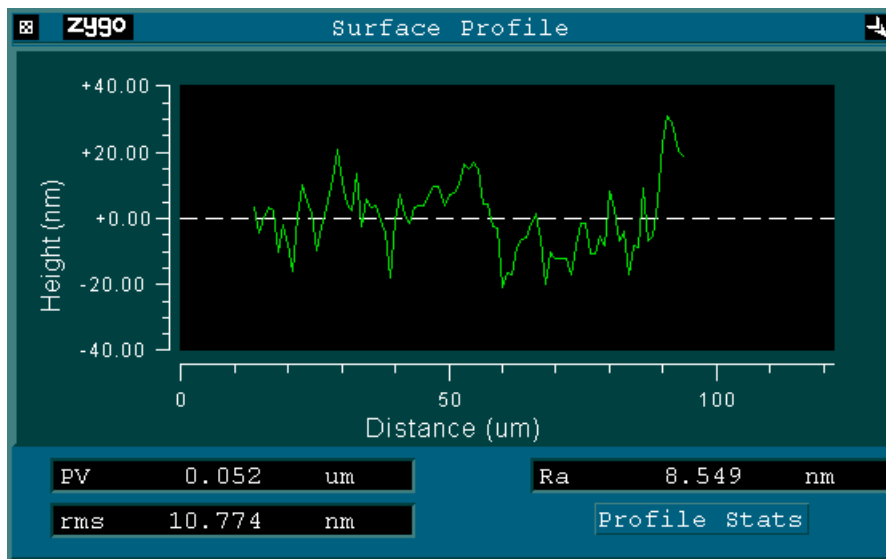 zygo Surface Profile
+40.00
+20.00
+0.00
-20.00
-40.00
Height (nm)
0 50 100
Distance (um)
PV 0.052 um Ra 8.549 nm
rms 10.774 nm Profile Stats